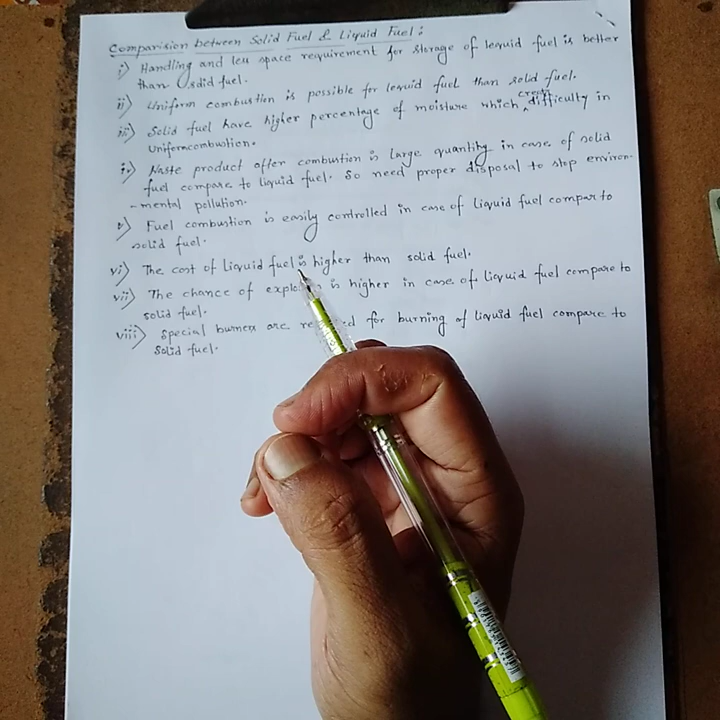 Comparision between Solid Fuel & Liquid Fuel:
i) Handling and less space requirement for storage of liquid fuel is better
than solid fuel.
ii) Uniform combustion is possible for liquid fuel than solid fuel.
iii) Solid fuel have higher percentage of moisture which create difficulty in
Uniform combustion.
iv) Waste product after combustion is large quantity in case of solid
fuel compare to liquid fuel. So need proper disposal to stop environ-
-mental pollution.
v) Fuel combustion is easily controlled in case of liquid fuel compar to
solid fuel.
vi) The cost of liquid fuel is higher than solid fuel.
vii) The chance of explo is higher in case of liquid fuel compare to
solid fuel.
viii) Special burners are re d for burning of liquid fuel compare to
solid fuel.